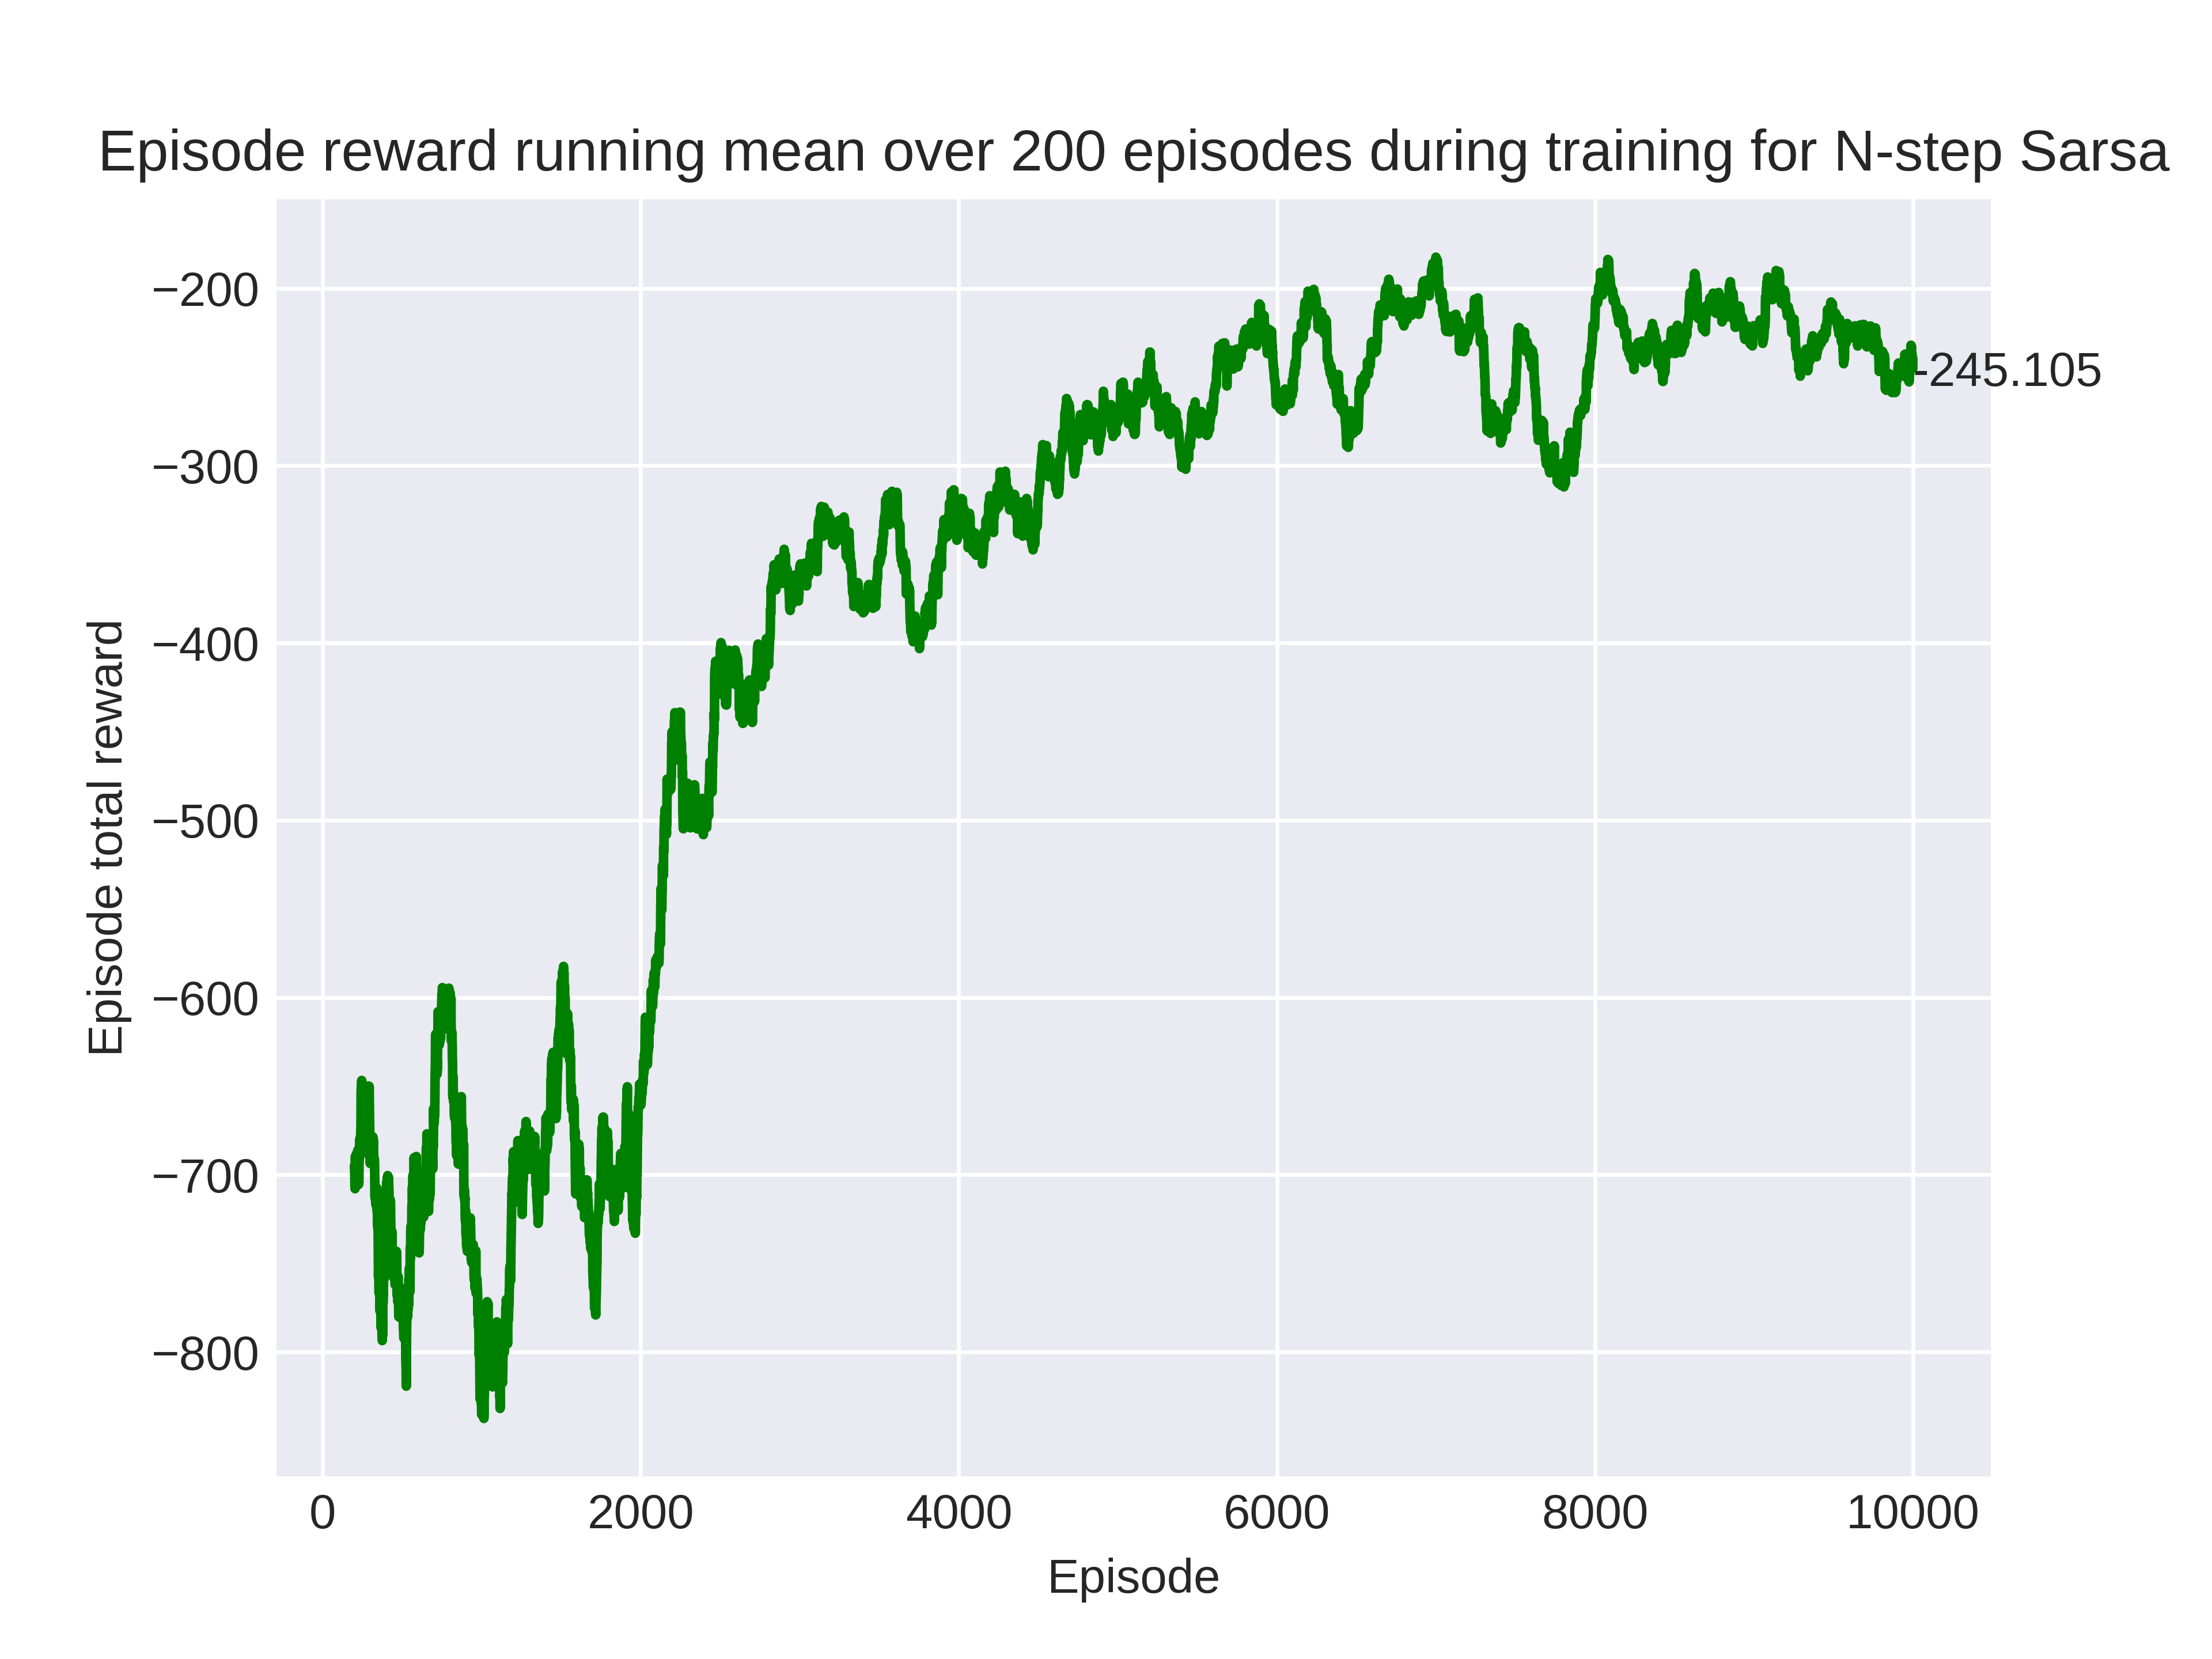 Episode reward running mean over 200 episodes during training for N-step Sarsa
−200
−300
−400
−500
−600
−700
−800
-245.105
Episode total reward
0 2000 4000 6000 8000 10000
Episode